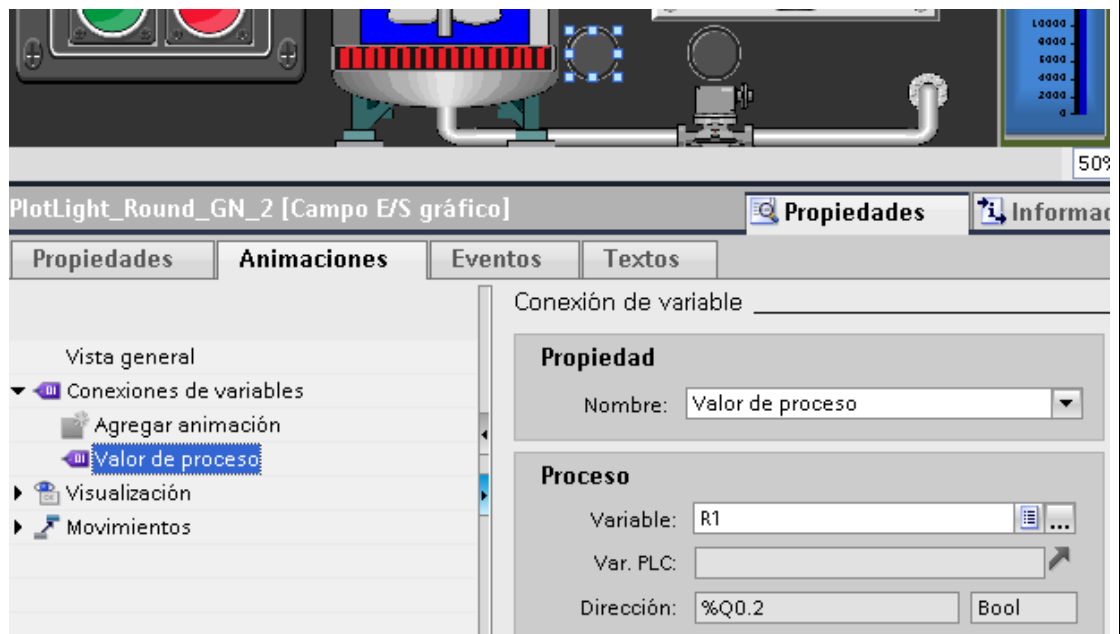 10000
8000
6000
4000
2000
0
50%
PlotLight_Round_GN_2 [Campo E/S gráfico]
Propiedades
Informac
Propiedades
Animaciones
Eventos
Textos
Conexión de variable
Vista general
Conexiones de variables
Agregar animación
Valor de proceso
Visualización
Movimientos
Propiedad
Nombre:
Valor de proceso
Proceso
Variable:
R1
...
Var. PLC:
Dirección:
%Q0.2
Bool